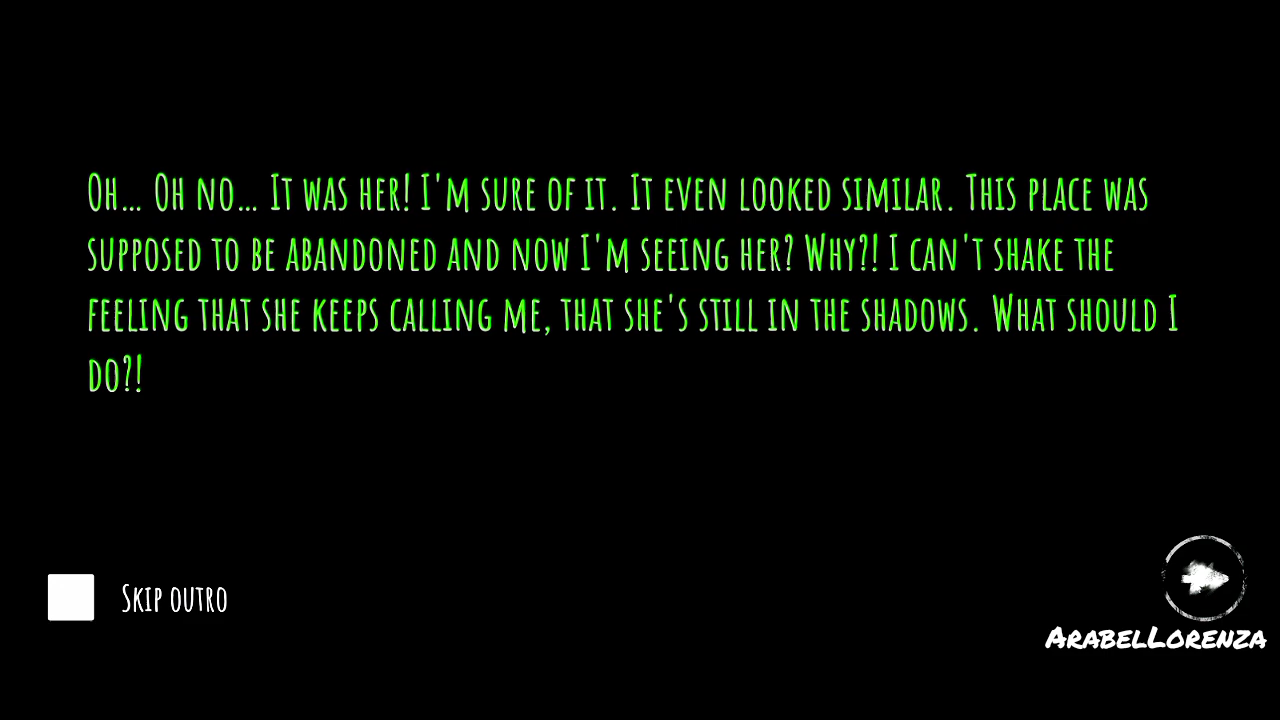 Oh... Oh no... It was her! I'm sure of it. It even looked similar. This place was
supposed to be abandoned and now I'm seeing her? Why?! I can't shake the
feeling that she keeps calling me, that she's still in the shadows. What should I
do?!
Skip outro
ArabelLorenza